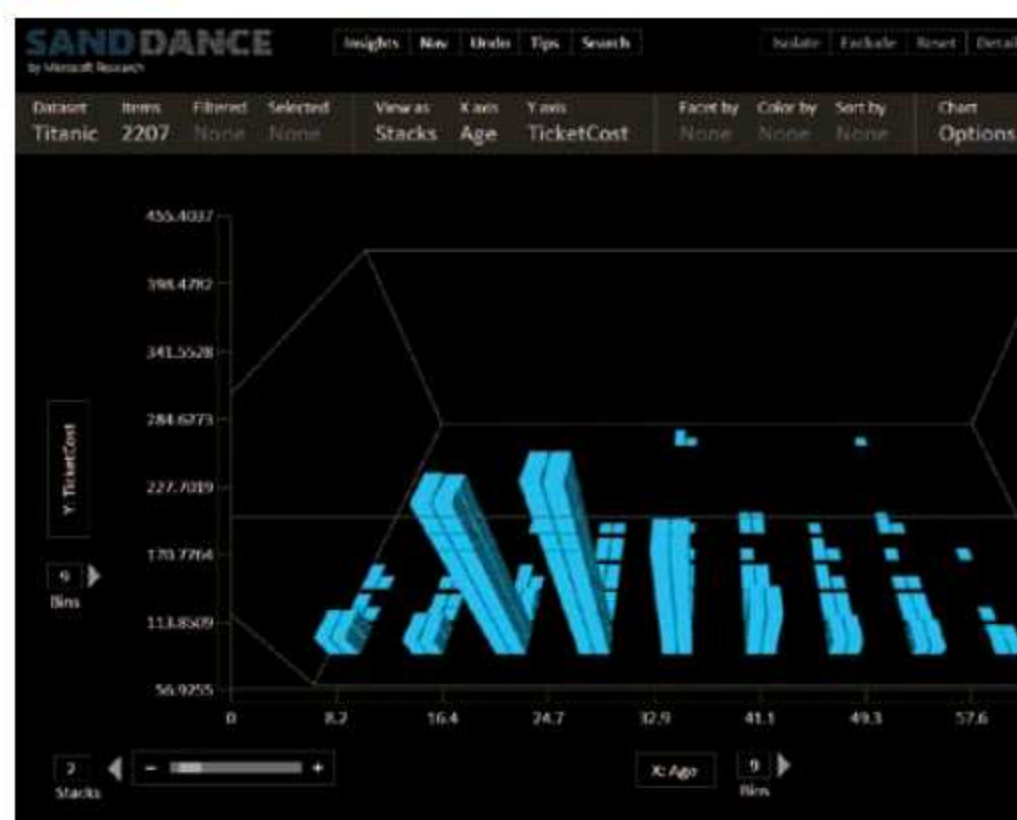 SANDDANCE
by Microsoft Research
Insights Nav Undo Tips Search
Isolate Exclude Reset Detail
Dataset Items Filtered Selected View as X axis Y axis Facet by Color by Sort by Chart
Titanic 2207 None None Stacks Age TicketCost None None None Options
455.4037
398.4782
341.5528
284.6273
227.7019
170.7764
113.8509
56.9255
Y: TicketCost
9
Bins
0 8.2 16.4 24.7 32.9 41.1 49.3 57.6
2
Stacks
- +
X: Age
9
Bins